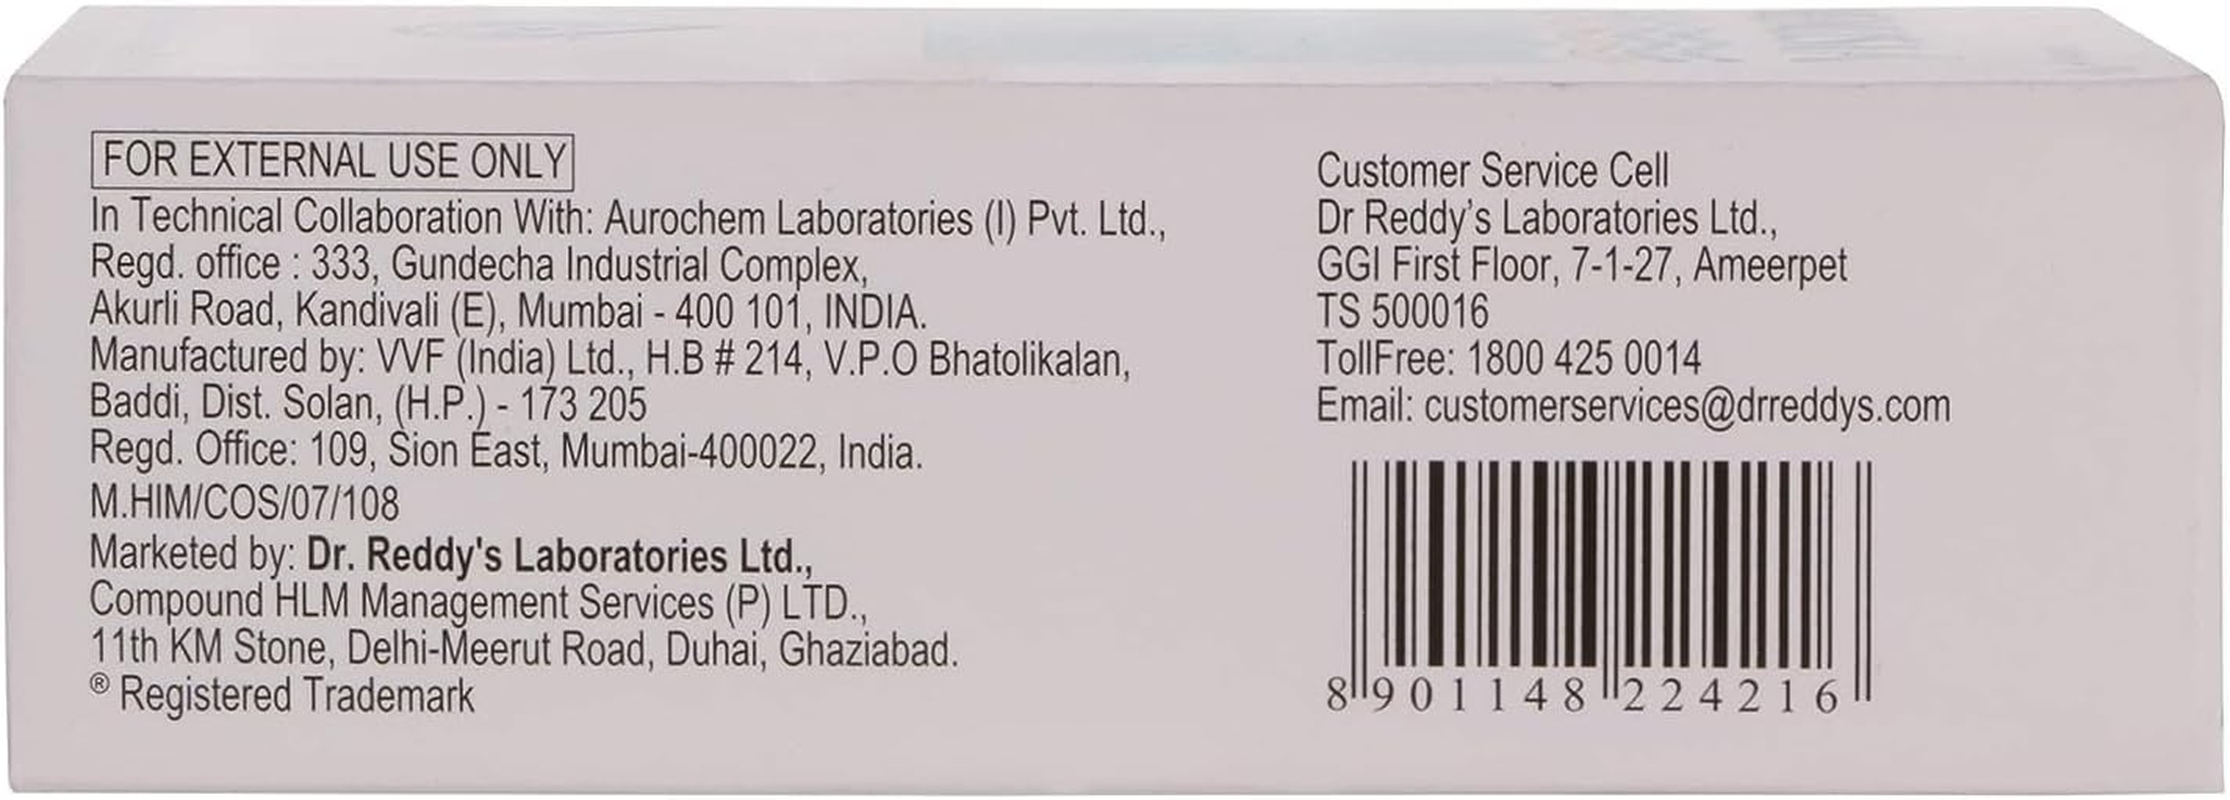 FOR EXTERNAL USE ONLY
In Technical Collaboration With: Aurochem Laboratories (I) Pvt. Ltd.,
Regd. office : 333, Gundecha Industrial Complex,
Akurli Road, Kandivali (E), Mumbai - 400 101, INDIA.
Manufactured by: VVF (India) Ltd., H.B # 214, V.P.O Bhatolikalan,
Baddi, Dist. Solan, (H.P.) - 173 205
Regd. Office: 109, Sion East, Mumbai-400022, India.
M.HIM/COS/07/108
Marketed by: Dr. Reddy's Laboratories Ltd.,
Compound HLM Management Services (P) LTD.,
11th KM Stone, Delhi-Meerut Road, Duhai, Ghaziabad.
® Registered Trademark
Customer Service Cell
Dr Reddy’s Laboratories Ltd.,
GGI First Floor, 7-1-27, Ameerpet
TS 500016
TollFree: 1800 425 0014
Email: customerservices@drreddys.com
8 901148 224216